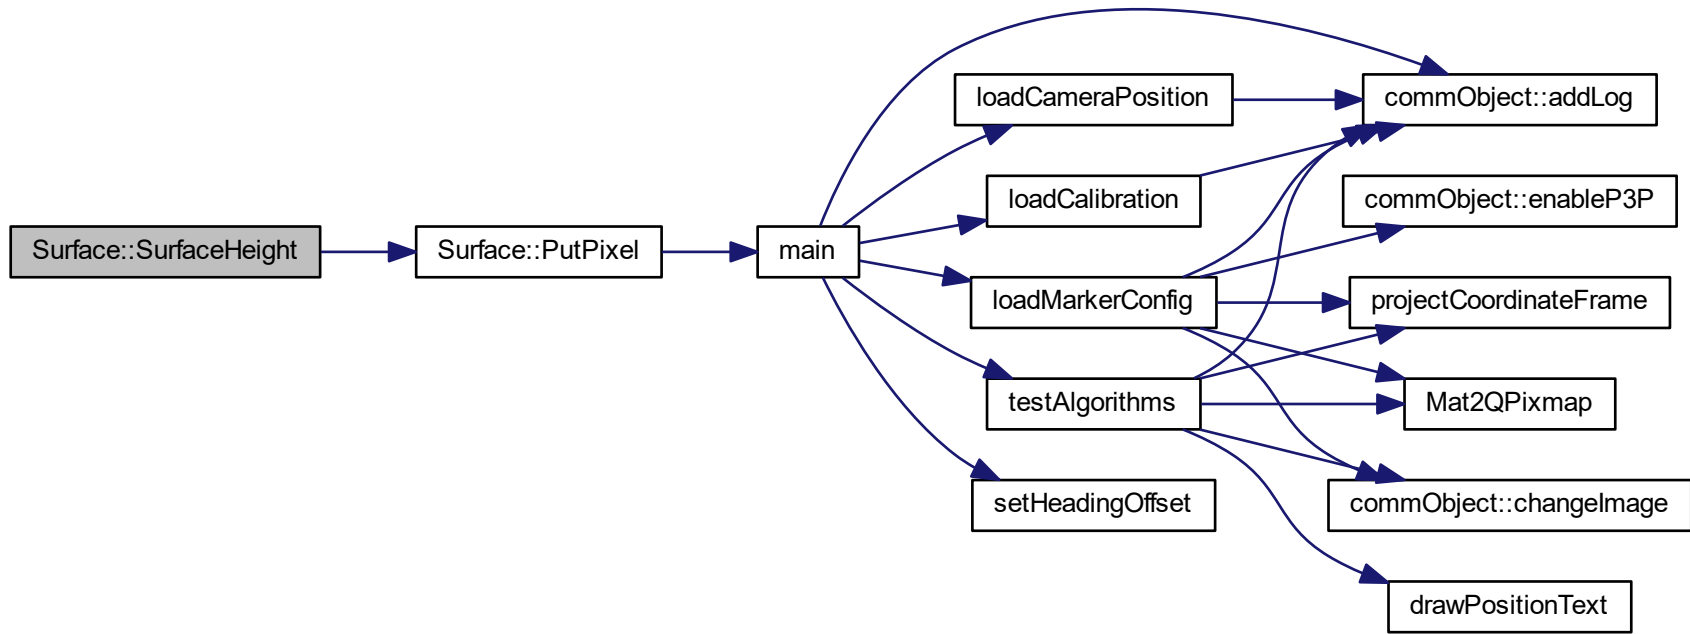 Surface::SurfaceHeight
Surface::PutPixel
main
loadCameraPosition
loadCalibration
loadMarkerConfig
testAlgorithms
setHeadingOffset
commObject::addLog
commObject::enableP3P
projectCoordinateFrame
Mat2QPixmap
commObject::changeImage
drawPositionText